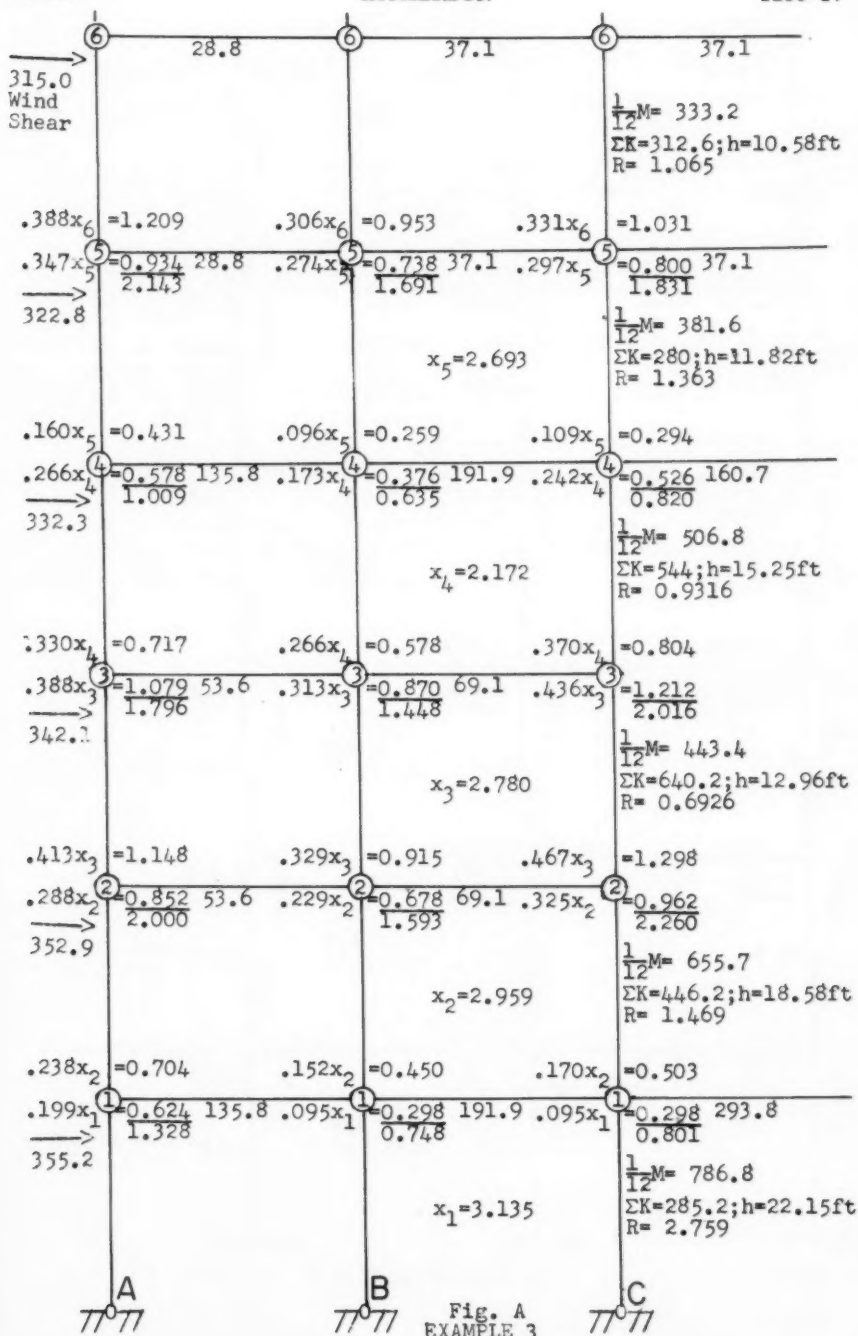 6 6 6
28.8 37.1 37.1
315.0
Wind
Shear
1/12 M= 333.2
ΣK=312.6;h=10.58ft
R= 1.065
.388x6 =1.209 .306x6 =0.953 .331x6 =1.031
5 5 5
.347x5 =0.934 28.8 .274x5 =0.738 37.1 .297x5 =0.800 37.1
2.143 1.691 1.831
322.8
1/12 M= 381.6
ΣK=280;h=11.82ft
R= 1.363
x5=2.693
.160x5 =0.431 .096x5 =0.259 .109x5 =0.294
4 4 4
.266x4 =0.578 135.8 .173x4 =0.376 191.9 .242x4 =0.526 160.7
1.009 0.635 0.820
332.3
1/12 M= 506.8
ΣK=544;h=15.25ft
R= 0.9316
x4=2.172
.330x4 =0.717 .266x4 =0.578 .370x4 =0.804
3 3 3
.388x3 =1.079 53.6 .313x3 =0.870 69.1 .436x3 =1.212
1.796 1.448 2.016
342.1
1/12 M= 443.4
ΣK=640.2;h=12.96ft
R= 0.6926
x3=2.780
.413x3 =1.148 .329x3 =0.915 .467x3 =1.298
2 2 2
.288x2 =0.852 53.6 .229x2 =0.678 69.1 .325x2 =0.962
2.000 1.593 2.260
352.9
1/12 M= 655.7
ΣK=446.2;h=18.58ft
R= 1.469
x2=2.959
.238x2 =0.704 .152x2 =0.450 .170x2 =0.503
1 1 1
.199x1 =0.624 135.8 .095x1 =0.298 191.9 .095x1 =0.298 293.8
1.328 0.748 0.801
355.2
1/12 M= 786.8
ΣK=285.2;h=22.15ft
R= 2.759
x1=3.135
A B C
0 0 0
Fig. A
EXAMPLE 3